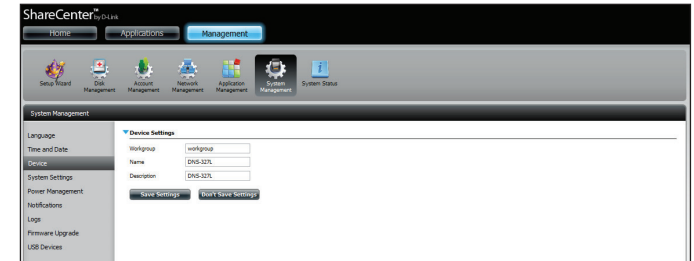 ShareCenter™ by D-Link
Home Applications Management
Setup Wizard Disk Management Account Management Network Management Application Management System Management System Status
System Management
Language
Time and Date
Device
System Settings
Power Management
Notifications
Logs
Firmware Upgrade
USB Devices
Device Settings
Workgroup workgroup
Name DNS-327L
Description DNS-327L
Save Settings Don't Save Settings